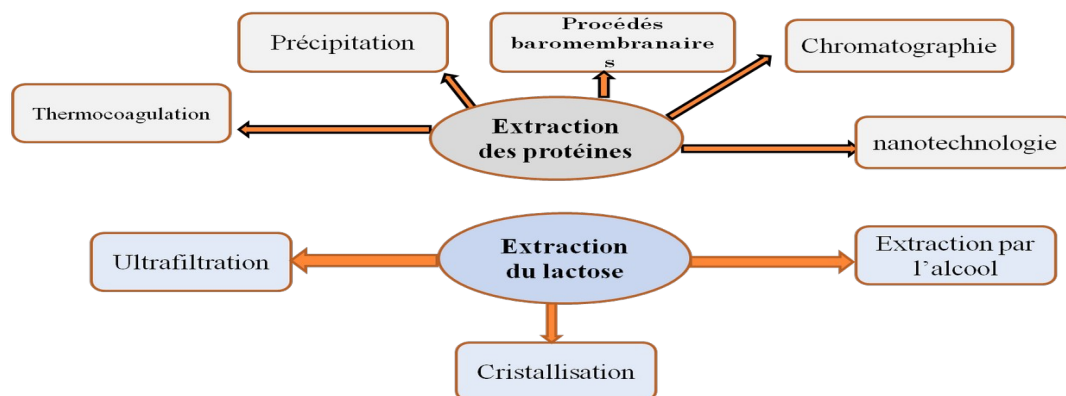 Précipitation
Procédés
baromembranaire
s
Chromatographie
Thermocoagulation
Extraction
des protéines
nanotechnologie
Ultrafiltration
Extraction
du lactose
Extraction par
l’alcool
Cristallisation